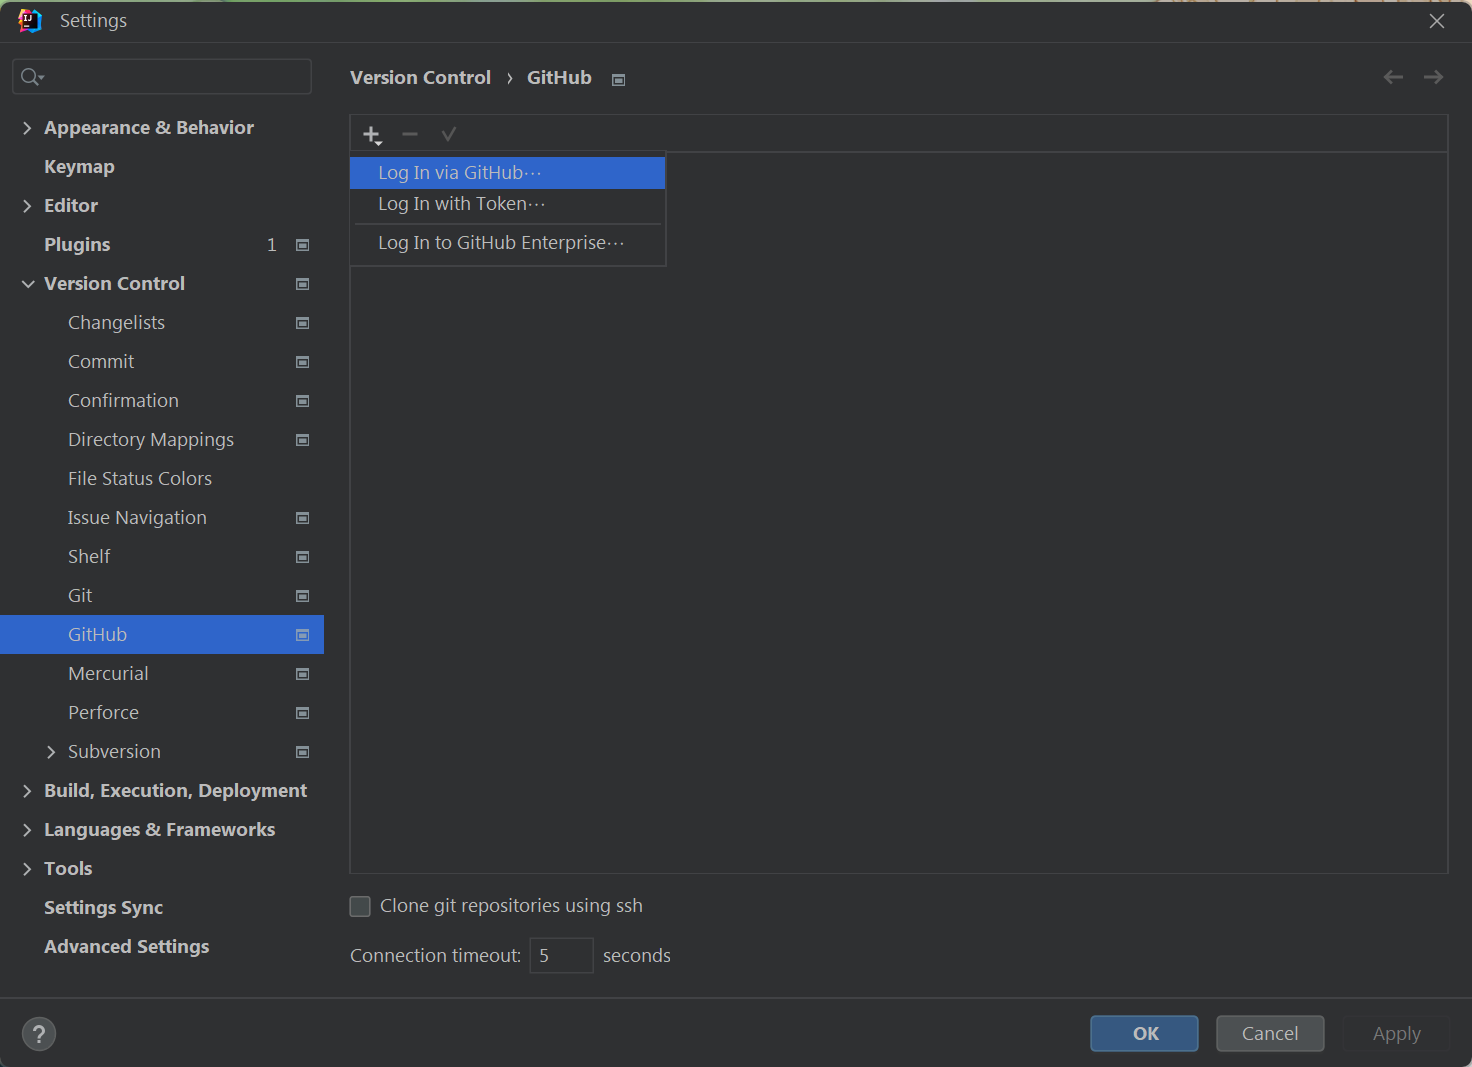 Settings
Version Control › GitHub
Appearance & Behavior
Keymap
Editor
Plugins 1
Version Control
Changelists
Commit
Confirmation
Directory Mappings
File Status Colors
Issue Navigation
Shelf
Git
GitHub
Mercurial
Perforce
Subversion
Build, Execution, Deployment
Languages & Frameworks
Tools
Settings Sync
Advanced Settings
Log In via GitHub···
Log In with Token···
Log In to GitHub Enterprise···
Clone git repositories using ssh
Connection timeout: 5 seconds
?
OK Cancel Apply